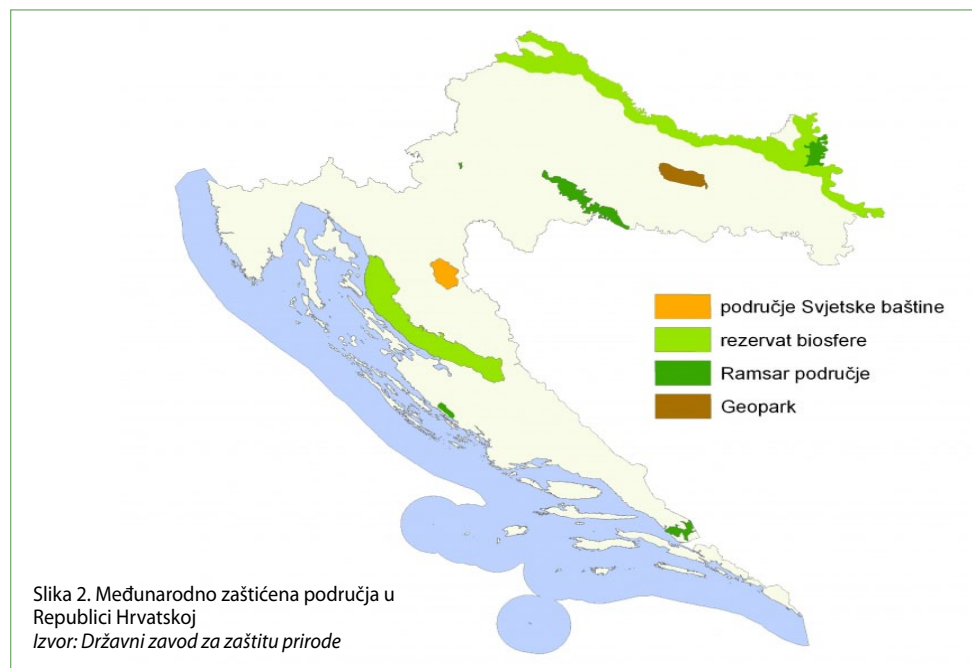 područje Svjetske baštine
rezervat biosfere
Ramsar područje
Geopark
Slika 2. Međunarodno zaštićena područja u
Republici Hrvatskoj
Izvor: Državni zavod za zaštitu prirode